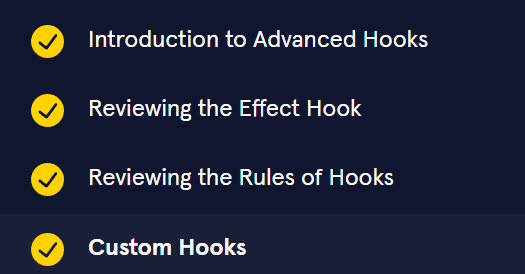 Introduction to Advanced Hooks
Reviewing the Effect Hook
Reviewing the Rules of Hooks
Custom Hooks